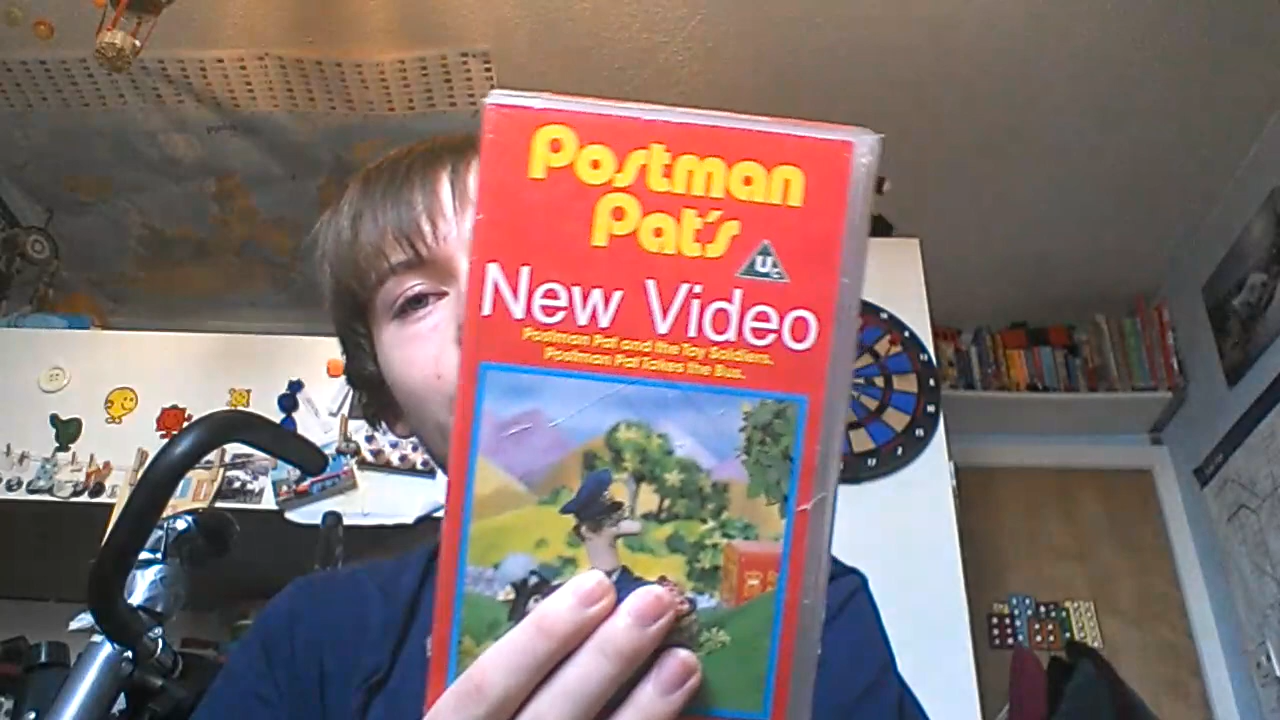 Postman
Pat's
U
New Video
Postman Pat and the Toy Soldiers.
Postman Pat takes the Bus.